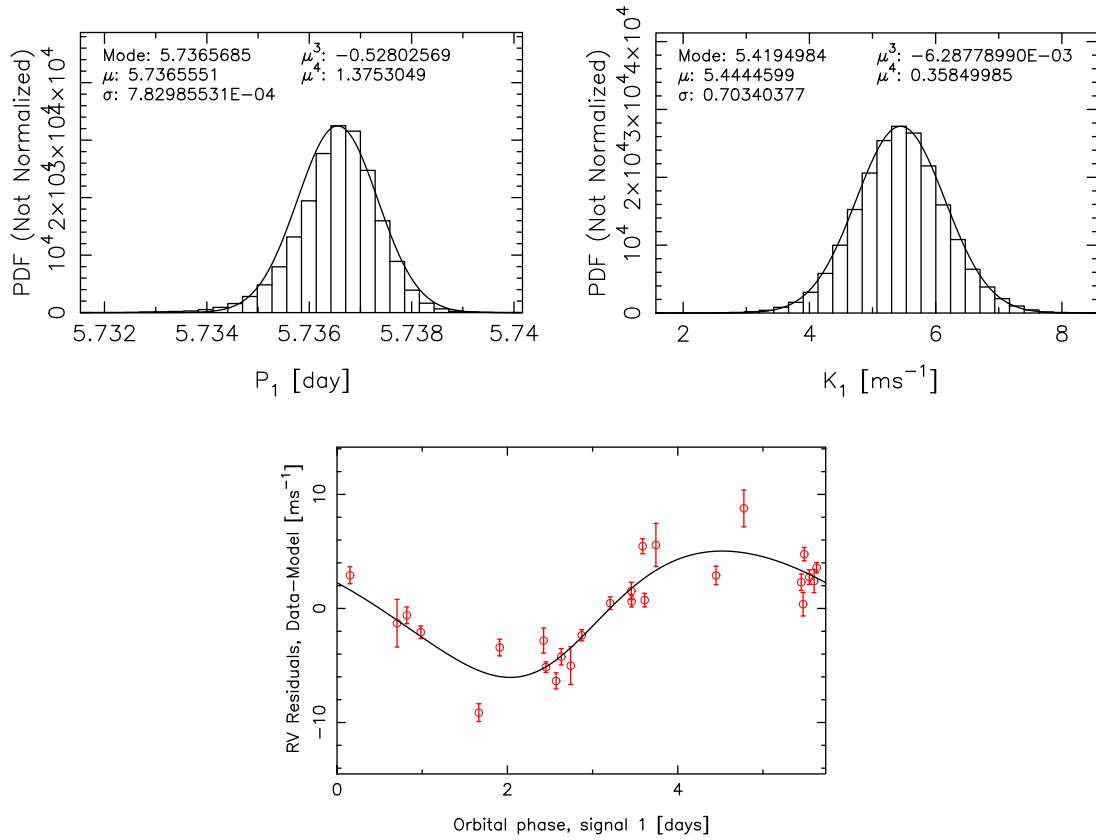 Mode: 5.7365685 μ³: −0.52802569
μ: 5.7365551 μ⁴: 1.3753049
σ: 7.82985531E−04
PDF (Not Normalized)
0 10⁴ 2×10⁴ 3×10⁴ 4×10⁴
5.732 5.734 5.736 5.738 5.74
P₁ [day]
Mode: 5.4194984 μ³: −6.28778990E−03
μ: 5.4444599 μ⁴: 0.35849985
σ: 0.70340377
PDF (Not Normalized)
0 10⁴ 2×10⁴ 3×10⁴ 4×10⁴
2 4 6 8
K₁ [ms⁻¹]
RV Residuals, Data−Model [ms⁻¹]
−10 0 10
0 2 4
Orbital phase, signal 1 [days]